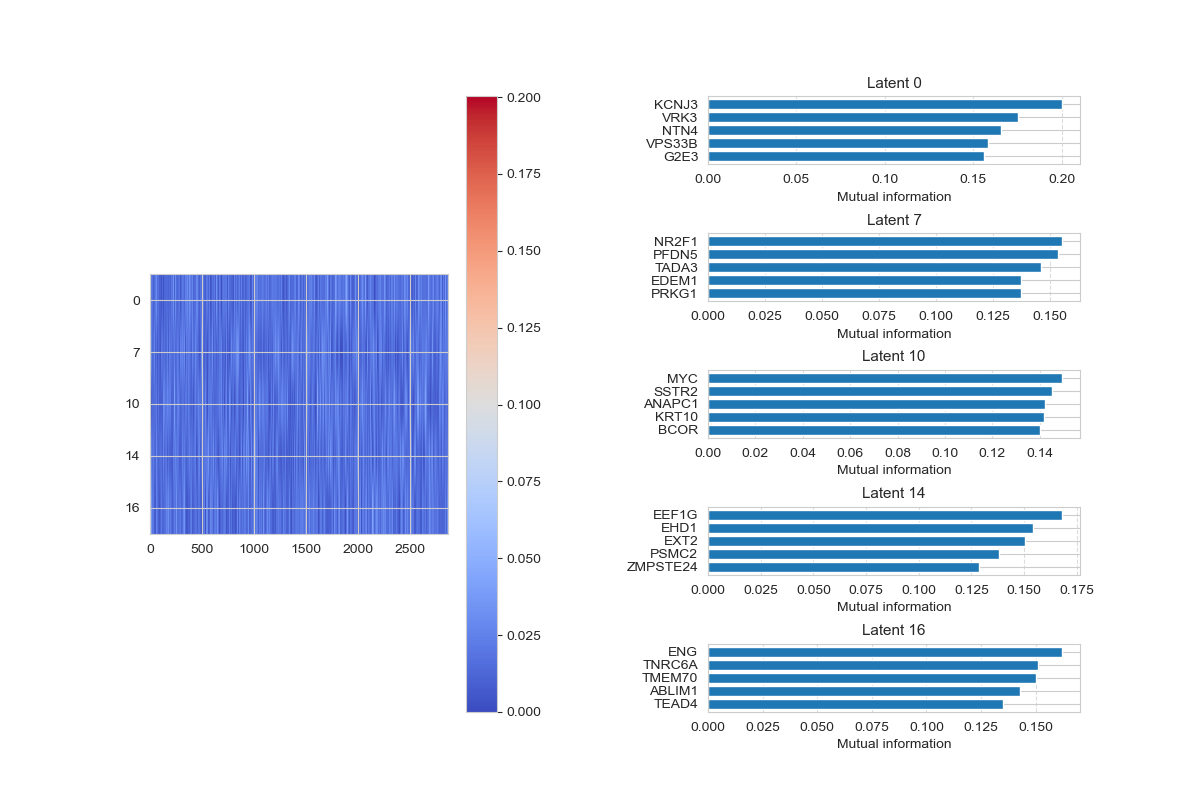 0
7
10
14
16
0 500 1000 1500 2000 2500
0.200
0.175
0.150
0.125
0.100
0.075
0.050
0.025
0.000
Latent 0
KCNJ3
VRK3
NTN4
VPS33B
G2E3
0.00 0.05 0.10 0.15 0.20
Mutual information
Latent 7
NR2F1
PFDN5
TADA3
EDEM1
PRKG1
0.000 0.025 0.050 0.075 0.100 0.125 0.150
Mutual information
Latent 10
MYC
SSTR2
ANAPC1
KRT10
BCOR
0.00 0.02 0.04 0.06 0.08 0.10 0.12 0.14
Mutual information
Latent 14
EEF1G
EHD1
EXT2
PSMC2
ZMPSTE24
0.000 0.025 0.050 0.075 0.100 0.125 0.150 0.175
Mutual information
Latent 16
ENG
TNRC6A
TMEM70
ABLIM1
TEAD4
0.000 0.025 0.050 0.075 0.100 0.125 0.150
Mutual information